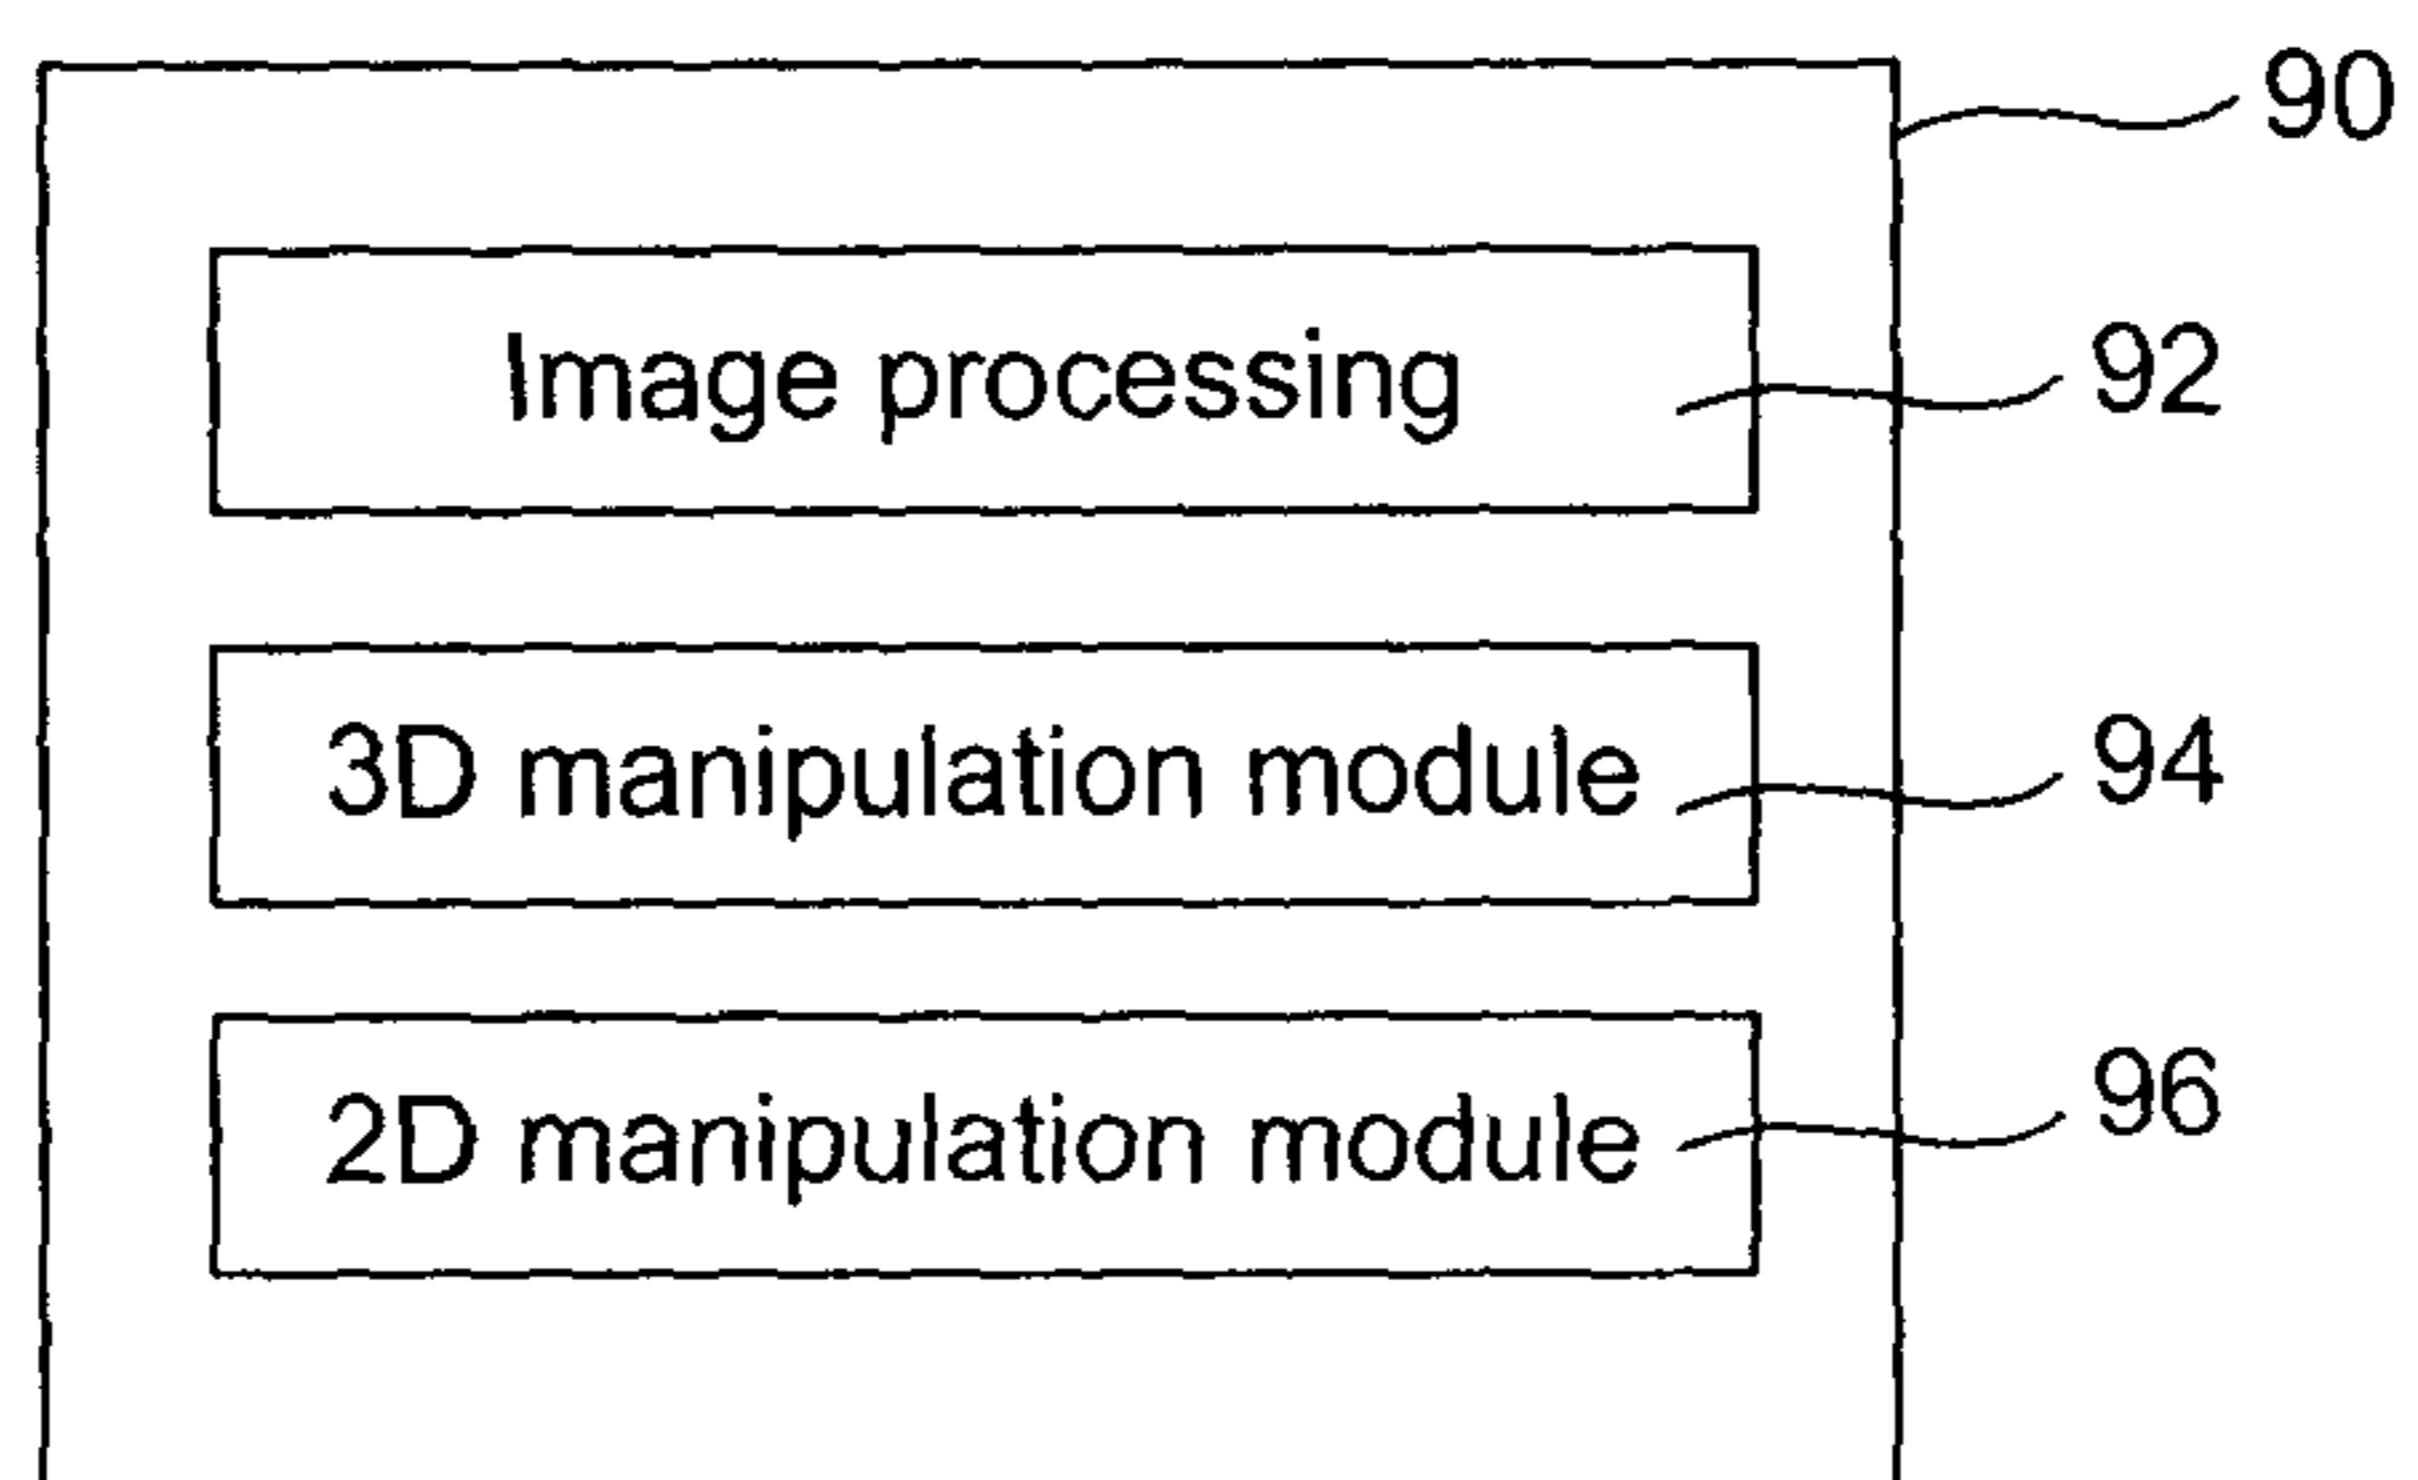 90
Image processing 92
3D manipulation module 94
2D manipulation module 96